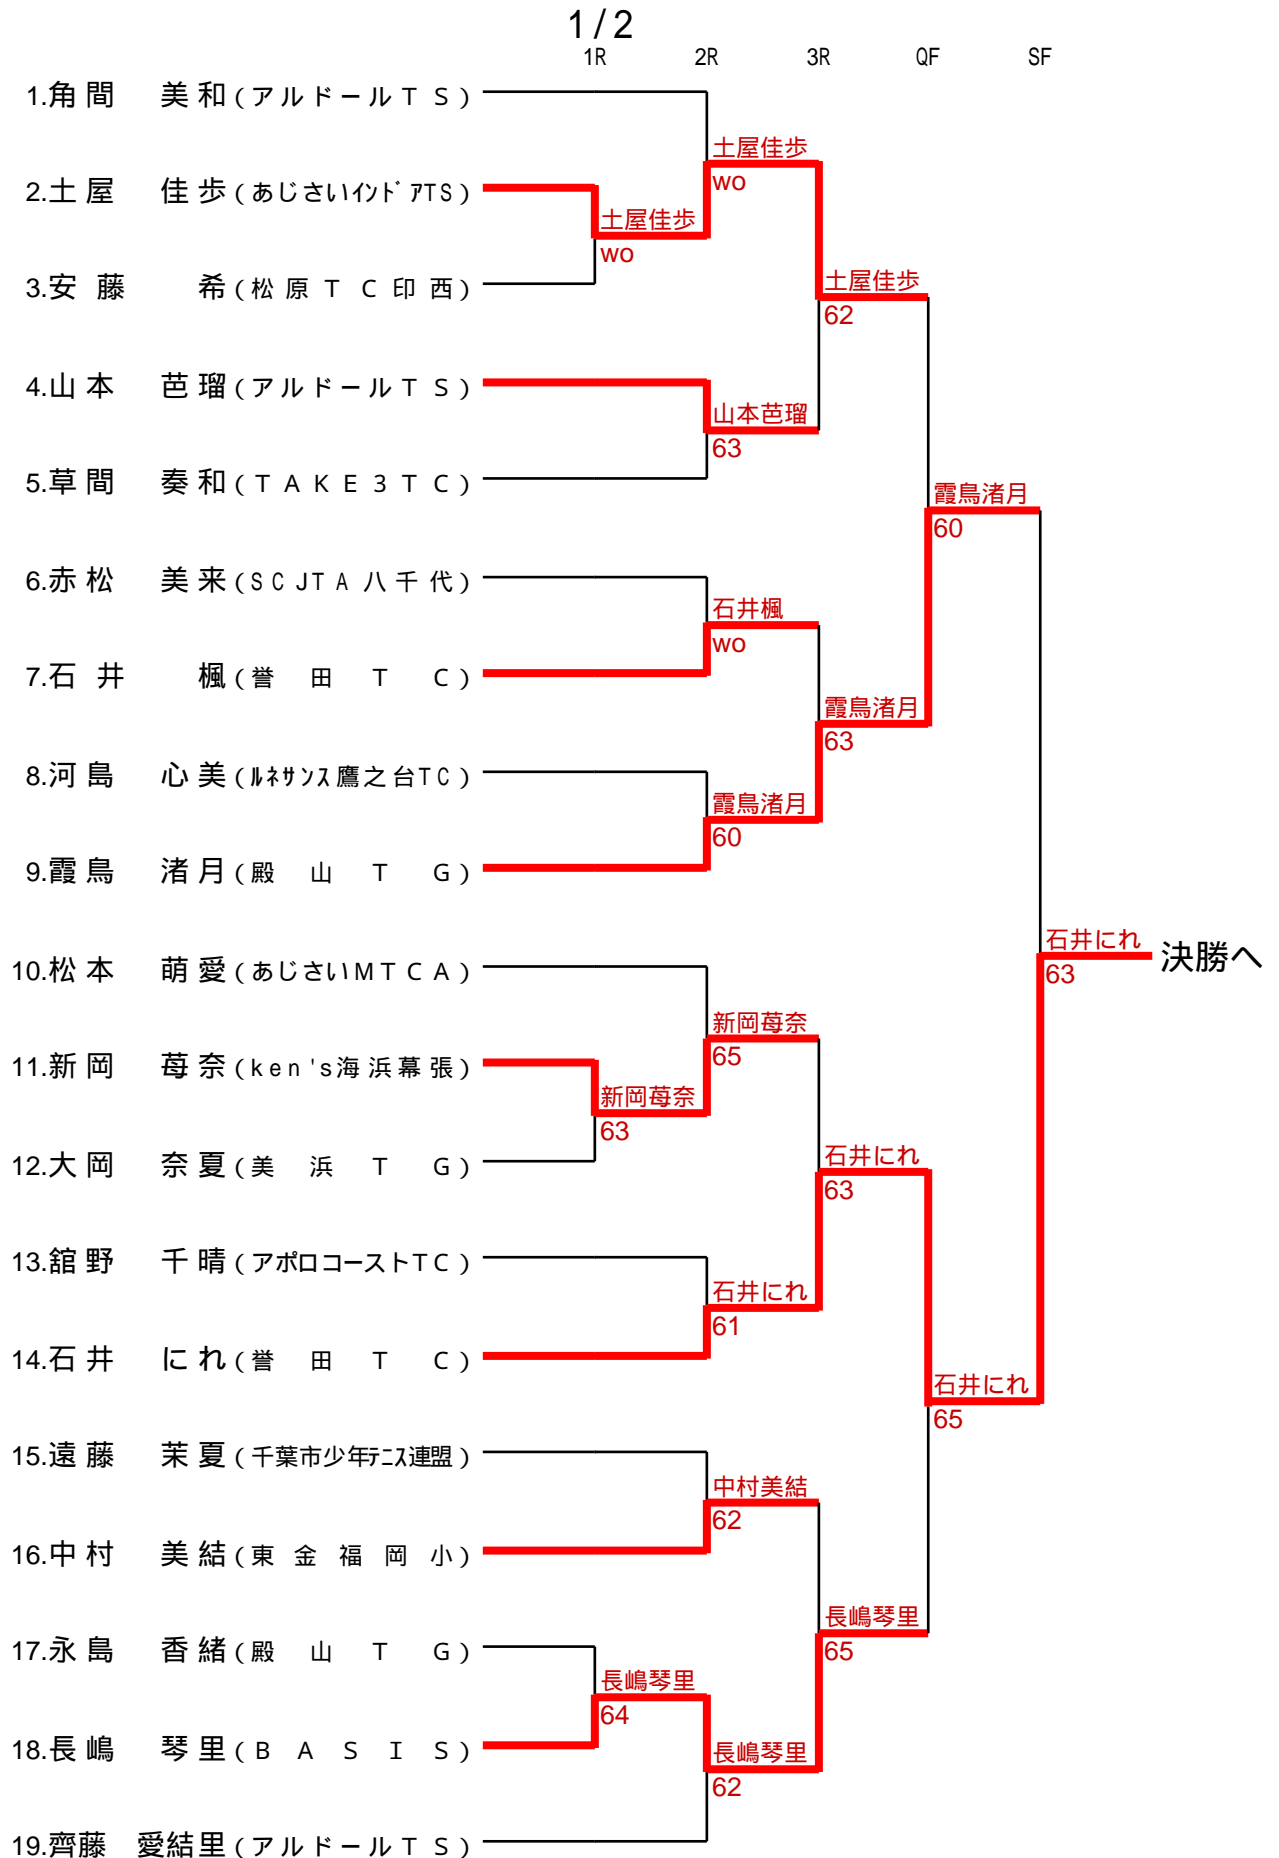 1/2
1R 2R 3R QF SF
1.角間 美和(アルドールTS)
土屋佳歩
wo
2.土屋 佳歩(あじさいインドアTS)
土屋佳歩
wo
3.安藤 希(松原TC印西)
土屋佳歩
62
4.山本 芭瑠(アルドールTS)
山本芭瑠
63
5.草間 奏和(TAKE3TC)
霞鳥渚月
60
6.赤松 美来(SCJTA八千代)
石井楓
wo
7.石井 楓(誉田TC)
霞鳥渚月
63
8.河島 心美(ルネサンス鷹之台TC)
霞鳥渚月
60
9.霞鳥 渚月(殿山TG)
石井にれ
63
決勝へ
10.松本 萌愛(あじさいMTCA)
新岡苺奈
65
11.新岡 苺奈(ken's海浜幕張)
新岡苺奈
63
12.大岡 奈夏(美浜TG)
石井にれ
63
13.舘野 千晴(アポロコーストTC)
石井にれ
61
14.石井 にれ(誉田TC)
石井にれ
65
15.遠藤 茉夏(千葉市少年テニス連盟)
中村美結
62
16.中村 美結(東金福岡小)
長嶋琴里
65
17.永島 香緒(殿山TG)
長嶋琴里
64
18.長嶋 琴里(BASIS)
長嶋琴里
62
19.齊藤 愛結里(アルドールTS)